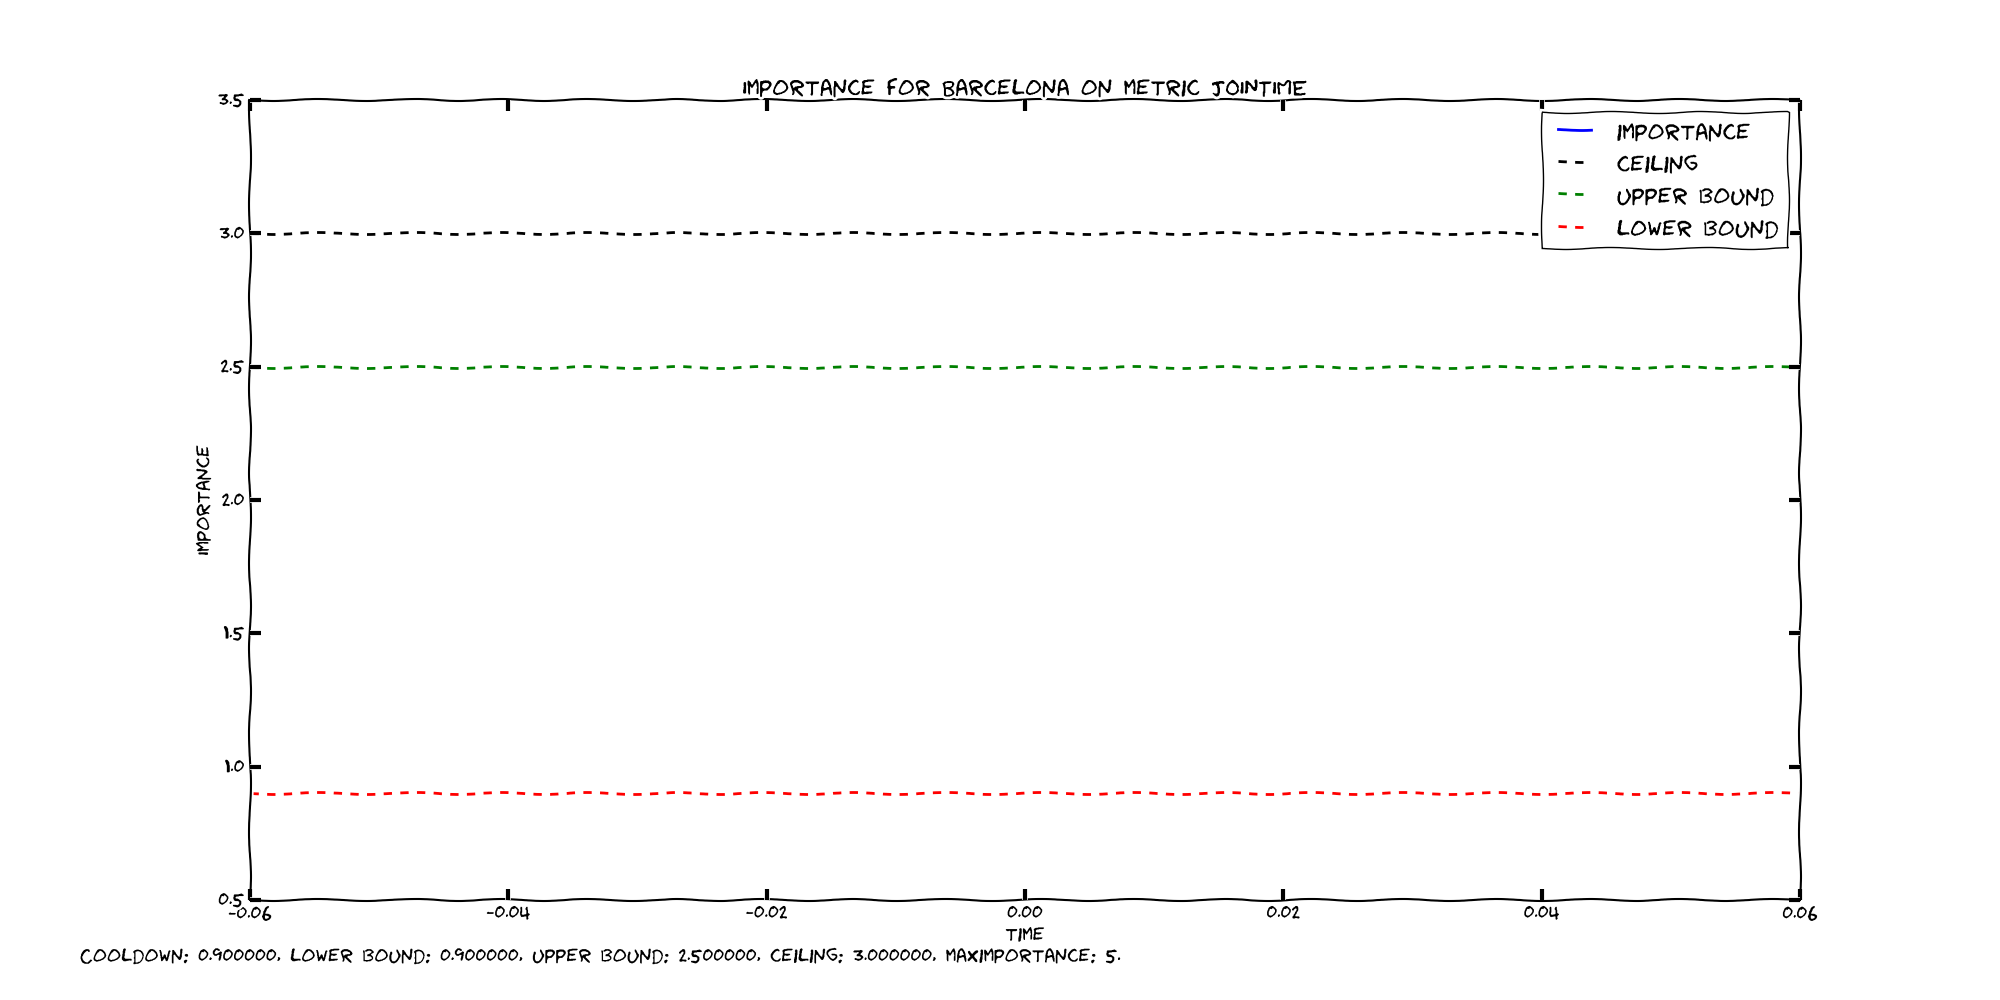 IMPORTANCE FOR BARCELONA ON METRIC JOINTIME
3.5
3.0
2.5
2.0
1.5
1.0
0.5
IMPORTANCE
IMPORTANCE
CEILING
UPPER BOUND
LOWER BOUND
-0.06 -0.04 -0.02 0.00 0.02 0.04 0.06
TIME
COOLDOWN: 0.900000, LOWER BOUND: 0.900000, UPPER BOUND: 2.500000, CEILING: 3.000000, MAXIMPORTANCE: 5.